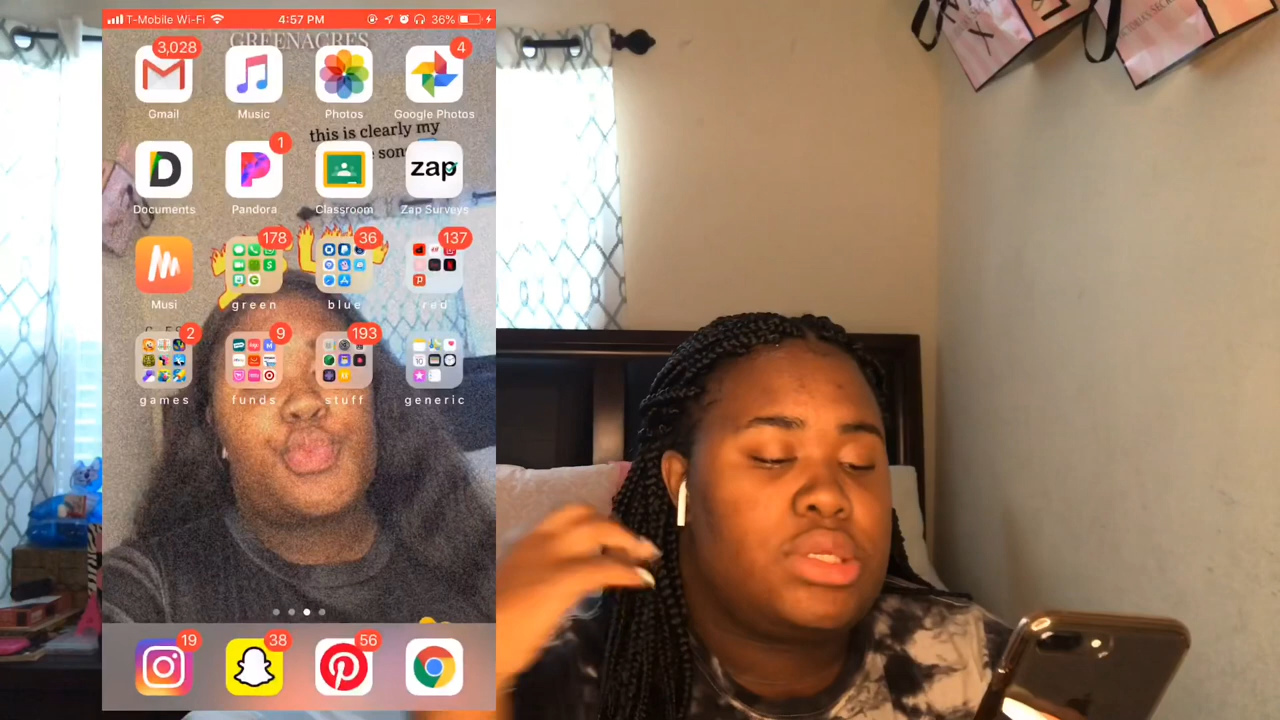 T-Mobile Wi-Fi 4:57 PM 36%
GREENACRES
3,028 4
Gmail Music Photos Google Photos
this is clearly my
1
zap
Documents Pandora Classroom Zap Surveys
178 36 137
Musi green blue red
2 9 193
games funds stuff generic
19 38 56